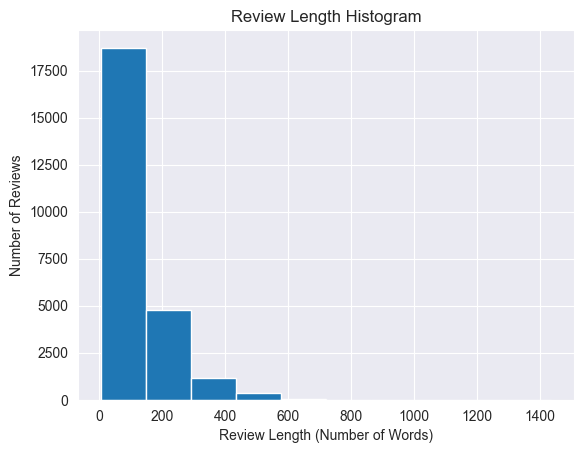 Review Length Histogram
Number of Reviews
17500
15000
12500
10000
7500
5000
2500
0
0 200 400 600 800 1000 1200 1400
Review Length (Number of Words)